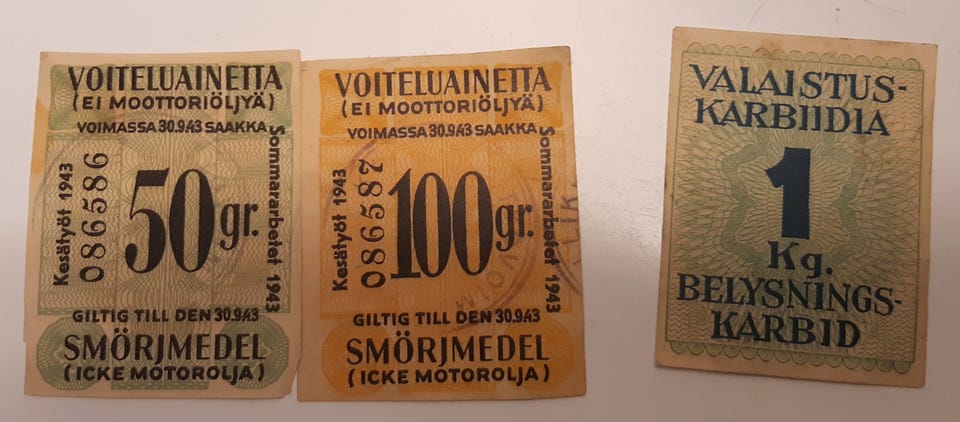 VOITELUAINETTA
(EI MOOTTORIÖLJYÄ)
VOIMASSA 30.9.43 SAAKKA
Kesätyöt 1943
086586
50 gr.
Sommararbetet 1943
GILTIG TILL DEN 30.9.43
SMÖRJMEDEL
(ICKE MOTOROLJA)
VOITELUAINETTA
(EI MOOTTORIÖLJYÄ)
VOIMASSA 30.9.43 SAAKKA
Kesätyöt 1943
086587
100 gr.
Sommararbetet 1943
GILTIG TILL DEN 30.9.43
SMÖRJMEDEL
(ICKE MOTOROLJA)
VALAISTUS-
KARBIIDIA
1
Kg.
BELYSNINGS-
KARBID